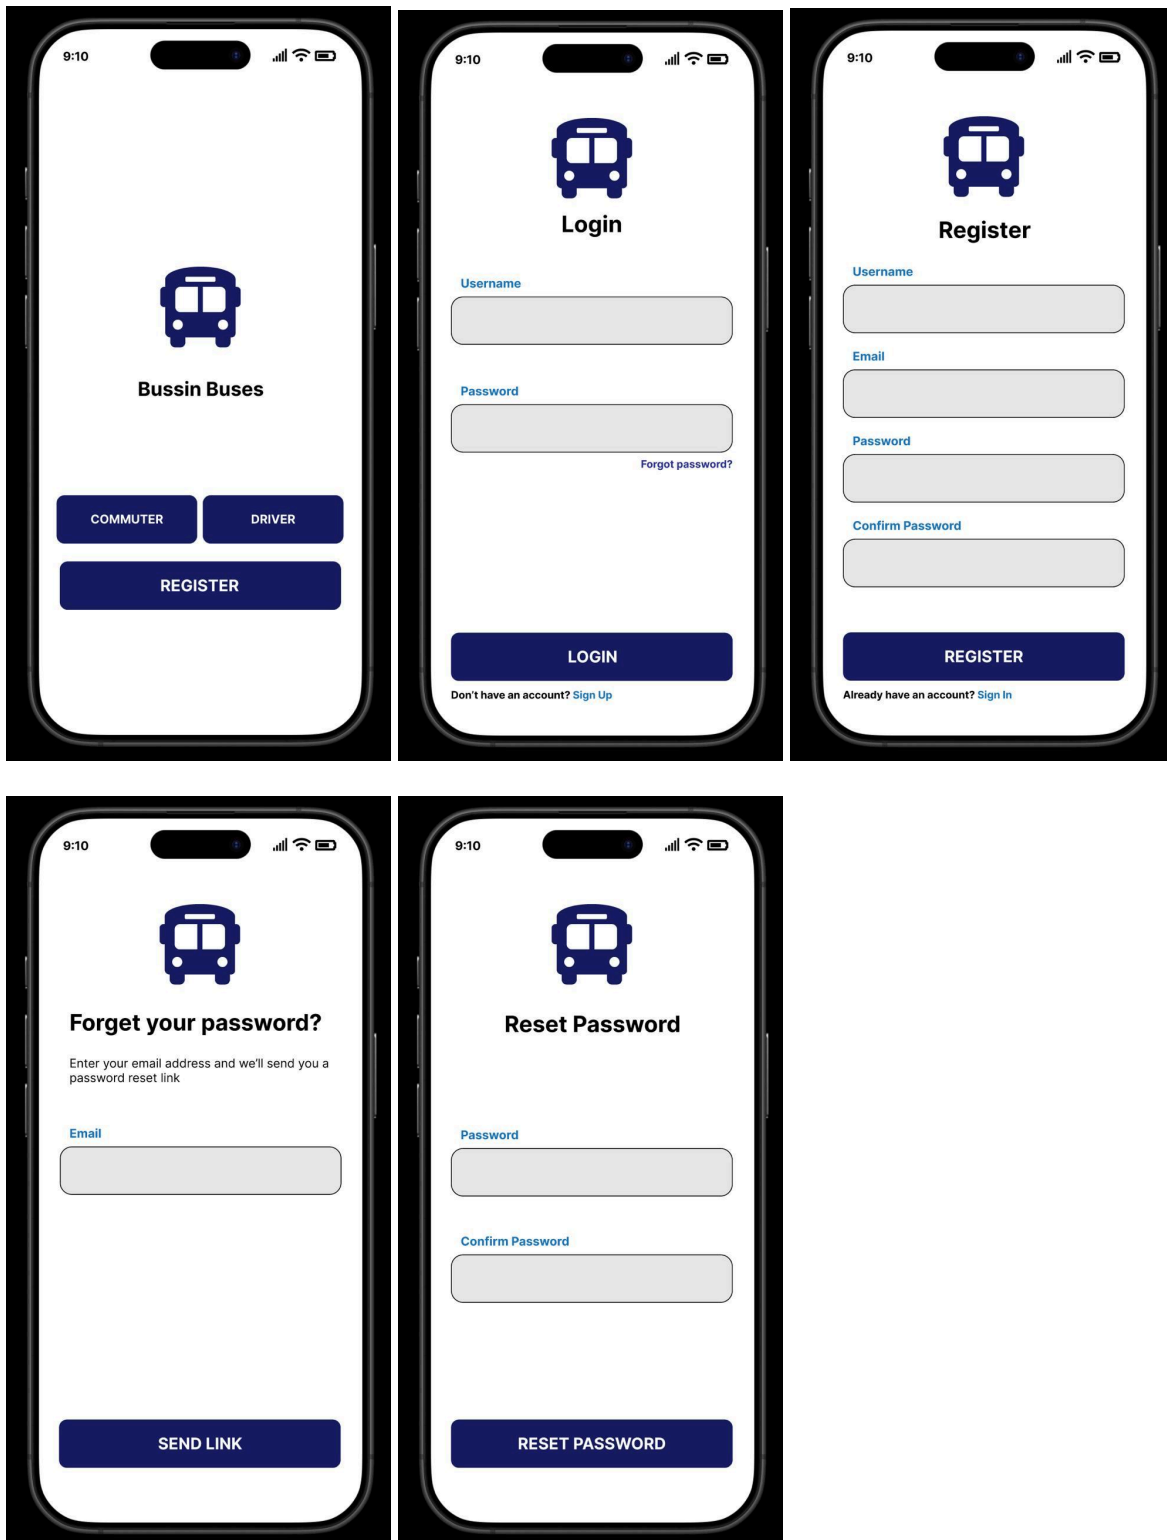 9:10
Bussin Buses
COMMUTER
DRIVER
REGISTER
9:10
Login
Username
Password
Forgot password?
LOGIN
Don't have an account? Sign Up
9:10
Register
Username
Email
Password
Confirm Password
REGISTER
Already have an account? Sign In
9:10
Forget your password?
Enter your email address and we'll send you a
password reset link
Email
SEND LINK
9:10
Reset Password
Password
Confirm Password
RESET PASSWORD